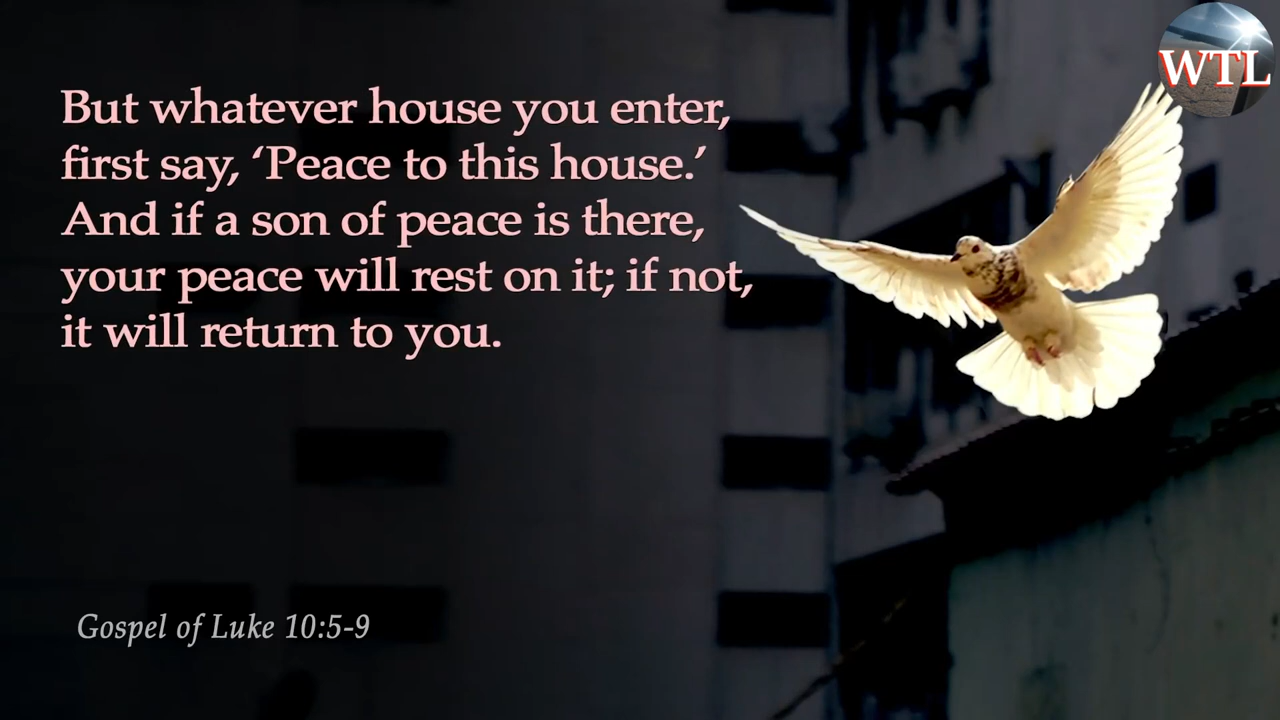 WTL
But whatever house you enter,
first say, ‘Peace to this house.’
And if a son of peace is there,
your peace will rest on it; if not,
it will return to you.
Gospel of Luke 10:5-9